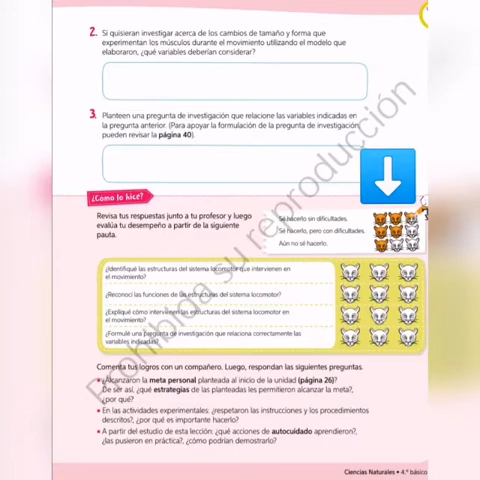 2. Si quisieran investigar acerca de los cambios de tamaño y forma que
experimentan los músculos durante el movimiento utilizando el modelo que
elaboraron, ¿qué variables deberían considerar?
3. Planteen una pregunta de investigación que relacione las variables indicadas en
la pregunta anterior. (Para apoyar la formulación de la pregunta de investigación
pueden revisar la página 40).
¿Cómo lo hice?
Revisa tus respuestas junto a tu profesor y luego
evalúa tu desempeño a partir de la siguiente
pauta.
Sé hacerlo sin dificultades.
Sé hacerlo, pero con dificultades.
Aún no sé hacerlo.
¿Identifiqué las estructuras del sistema locomotor que intervienen en
el movimiento?
¿Reconocí las funciones de las estructuras del sistema locomotor?
¿Expliqué cómo intervienen las estructuras del sistema locomotor en
el movimiento?
¿Formulé una pregunta de investigación que relaciona correctamente las
variables indicadas?
Comenta tus logros con un compañero. Luego, respondan las siguientes preguntas.
• ¿Alcanzaron la meta personal planteada al inicio de la unidad (página 26)?
De ser así, ¿qué estrategias de las planteadas les permitieron alcanzar la meta?,
¿por qué?
• En las actividades experimentales: ¿respetaron las instrucciones y los procedimientos
descritos?, ¿por qué es importante hacerlo?
• A partir del estudio de esta lección: ¿qué acciones de autocuidado aprendieron?,
¿las pusieron en práctica?, ¿cómo podrían demostrarlo?
Ciencias Naturales • 4.º básico
Prohibida su reproducción